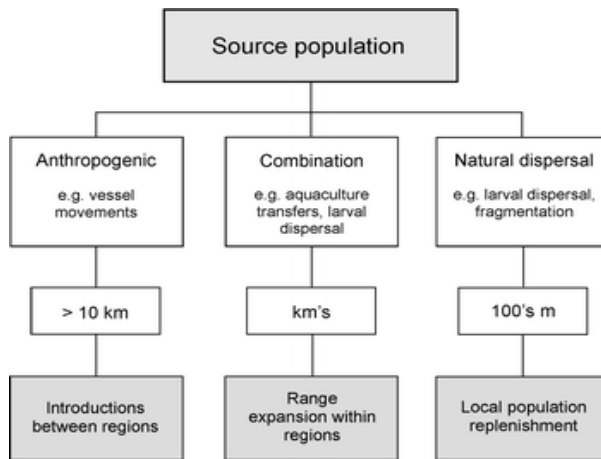 Source population
Anthropogenic
e.g. vessel
movements
Combination
e.g. aquaculture
transfers, larval
dispersal
Natural dispersal
e.g. larval dispersal,
fragmentation
> 10 km
km's
100's m
Introductions
between regions
Range
expansion within
regions
Local population
replenishment